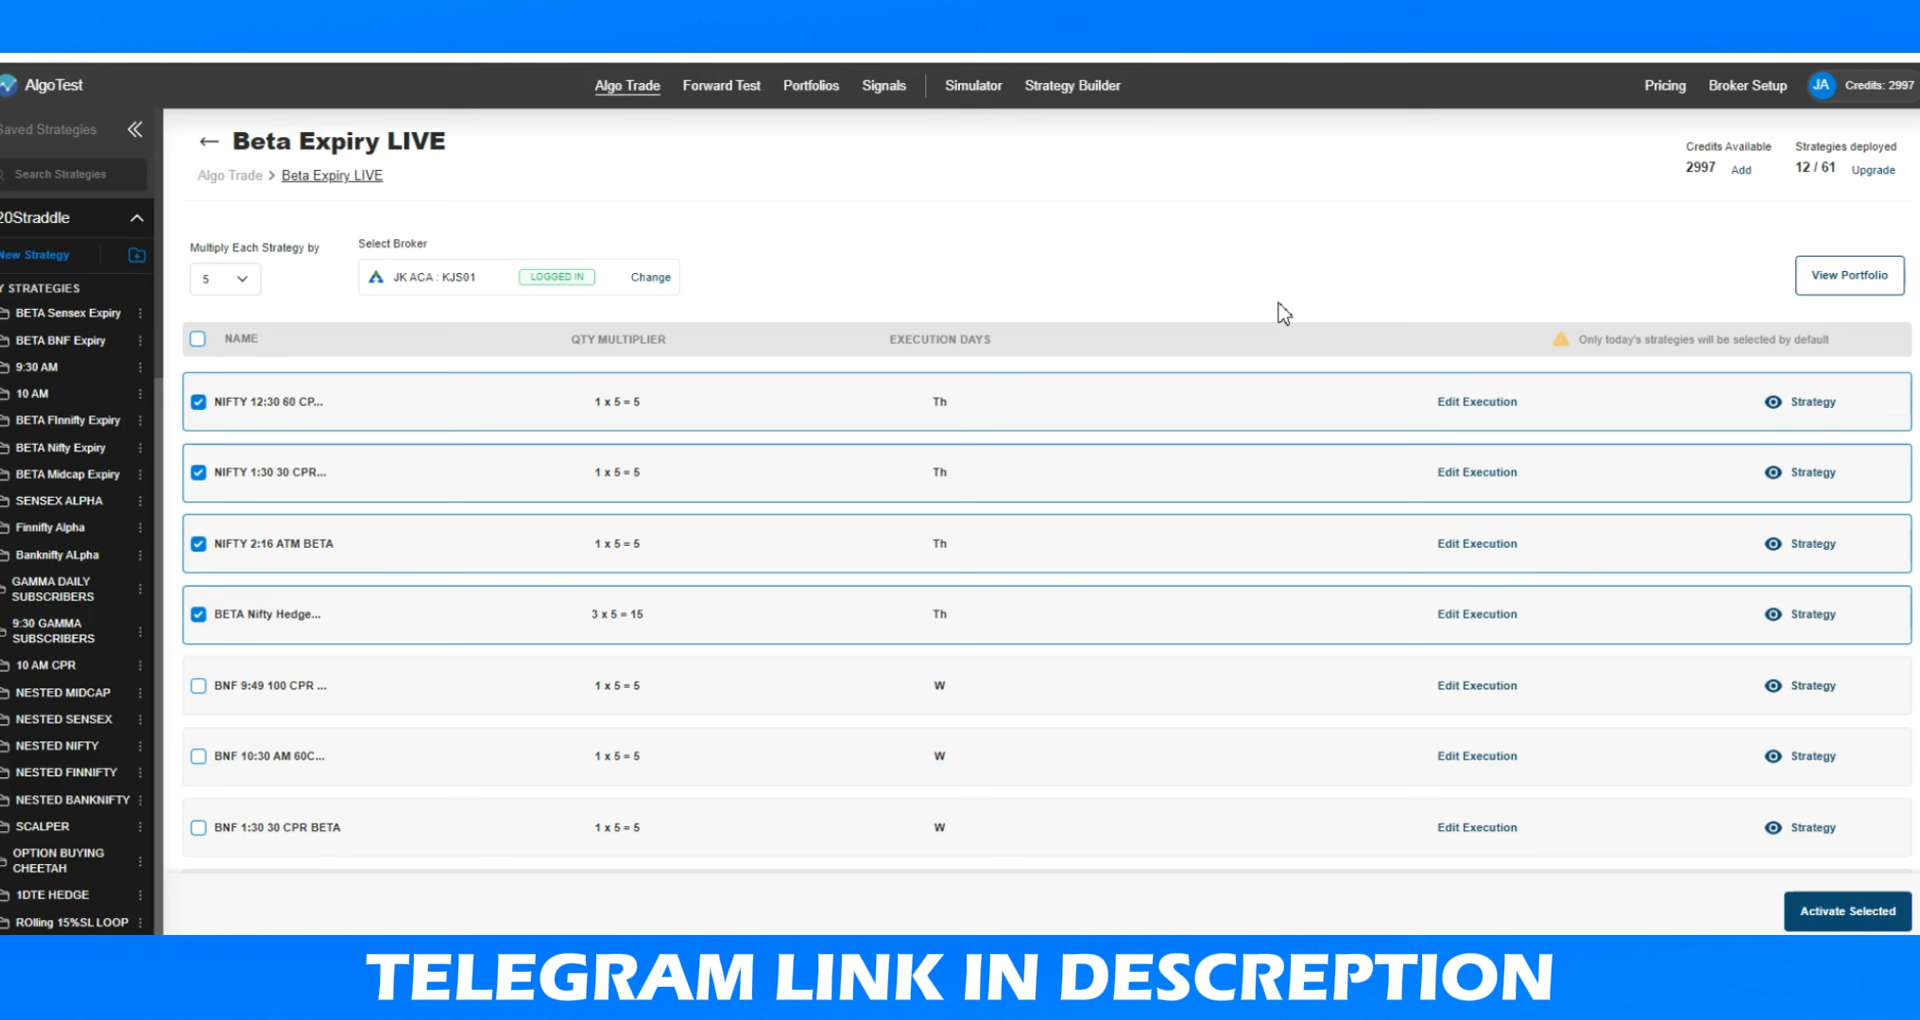 AlgoTest
Algo Trade Forward Test Portfolios Signals Simulator Strategy Builder
Pricing Broker Setup JA Credits: 2997
Saved Strategies
Search Strategies
20Straddle
New Strategy
Y STRATEGIES
BETA Sensex Expiry
BETA BNF Expiry
9:30 AM
10 AM
BETA FInnifty Expiry
BETA Nifty Expiry
BETA Midcap Expiry
SENSEX ALPHA
Finnifty Alpha
Banknifty ALpha
GAMMA DAILY
SUBSCRIBERS
9:30 GAMMA
SUBSCRIBERS
10 AM CPR
NESTED MIDCAP
NESTED SENSEX
NESTED NIFTY
NESTED FINNIFTY
NESTED BANKNIFTY
SCALPER
OPTION BUYING
CHEETAH
1DTE HEDGE
ROlling 15%SL LOOP
← Beta Expiry LIVE
Algo Trade > Beta Expiry LIVE
Credits Available
2997 Add
Strategies deployed
12 / 61 Upgrade
Multiply Each Strategy by
5
Select Broker
JK ACA : KJS01 LOGGED IN Change
View Portfolio
NAME QTY MULTIPLIER EXECUTION DAYS Only today's strategies will be selected by default
NIFTY 12:30 60 CP... 1 x 5 = 5 Th Edit Execution Strategy
NIFTY 1:30 30 CPR... 1 x 5 = 5 Th Edit Execution Strategy
NIFTY 2:16 ATM BETA 1 x 5 = 5 Th Edit Execution Strategy
BETA Nifty Hedge... 3 x 5 = 15 Th Edit Execution Strategy
BNF 9:49 100 CPR ... 1 x 5 = 5 W Edit Execution Strategy
BNF 10:30 AM 60C... 1 x 5 = 5 W Edit Execution Strategy
BNF 1:30 30 CPR BETA 1 x 5 = 5 W Edit Execution Strategy
Activate Selected
TELEGRAM LINK IN DESCREPTION